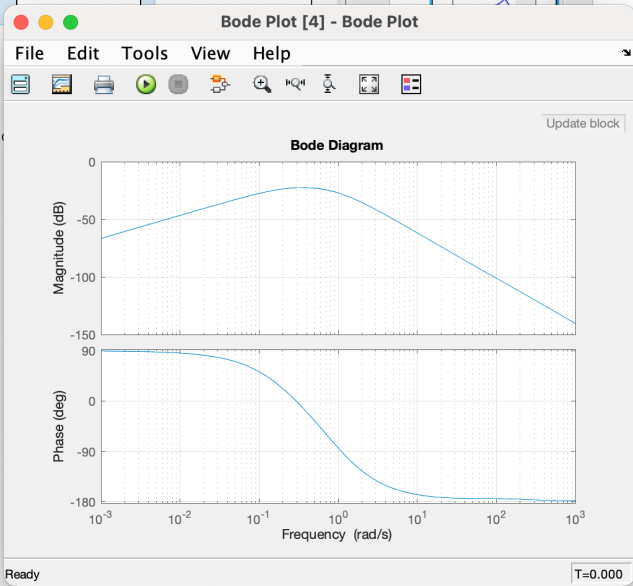 Bode Plot [4] - Bode Plot
File Edit Tools View Help
Update block
Bode Diagram
Magnitude (dB)
0
-50
-100
-150
Phase (deg)
90
0
-90
-180
10^-3 10^-2 10^-1 10^0 10^1 10^2 10^3
Frequency (rad/s)
Ready T=0.000